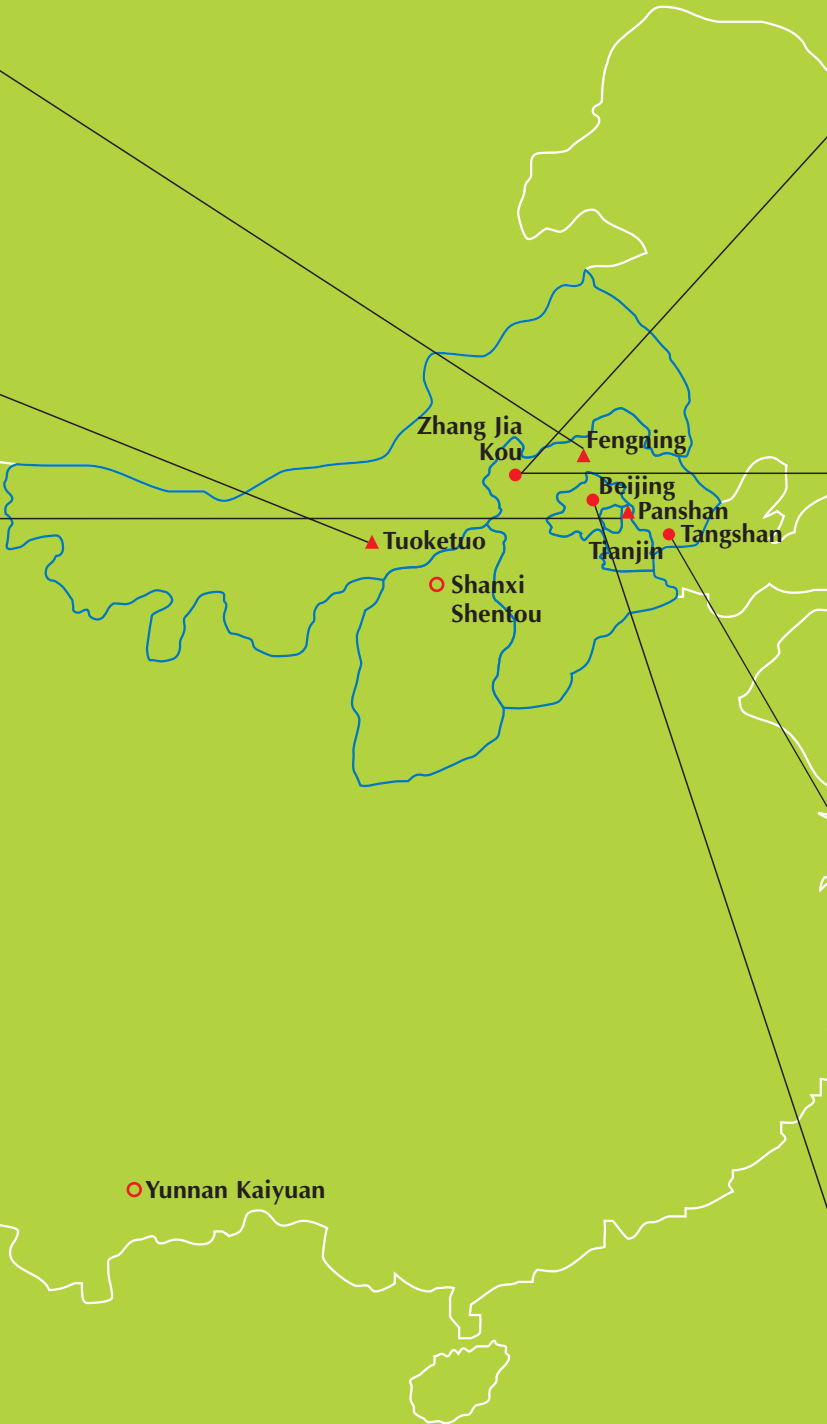 Zhang Jia
Kou
Fengning
Beijing
Panshan
Tangshan
Tianjin
Tuoketuo
Shanxi
Shentou
Yunnan Kaiyuan